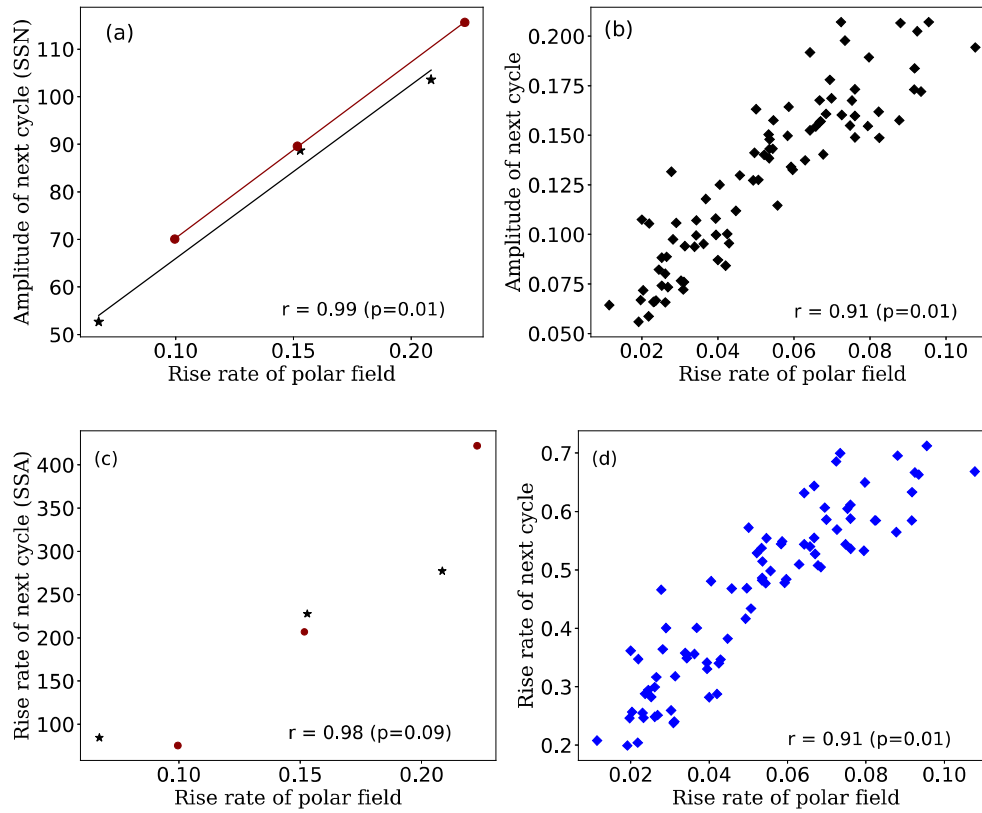 (a)
Amplitude of next cycle (SSN)
110
100
90
80
70
60
50
r = 0.99 (p=0.01)
0.10
0.15
0.20
Rise rate of polar field
(b)
Amplitude of next cycle
0.200
0.175
0.150
0.125
0.100
0.075
0.050
r = 0.91 (p=0.01)
0.02
0.04
0.06
0.08
0.10
Rise rate of polar field
(c)
Rise rate of next cycle (SSA)
400
350
300
250
200
150
100
r = 0.98 (p=0.09)
0.10
0.15
0.20
Rise rate of polar field
(d)
Rise rate of next cycle
0.7
0.6
0.5
0.4
0.3
0.2
r = 0.91 (p=0.01)
0.02
0.04
0.06
0.08
0.10
Rise rate of polar field